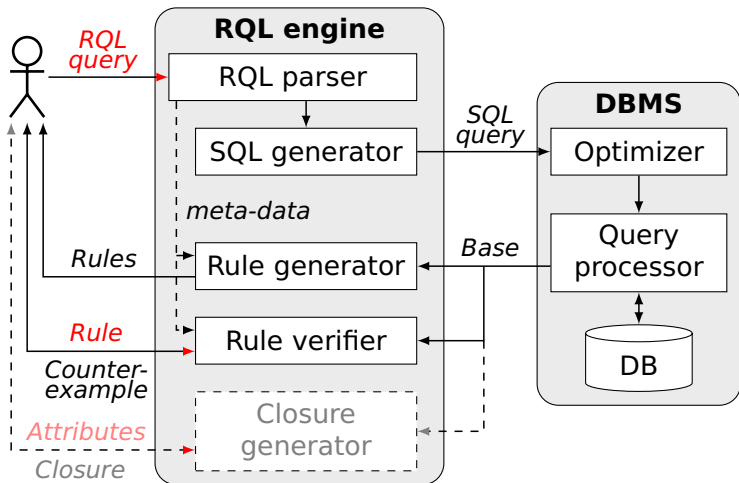 RQL
query
RQL engine
RQL parser
SQL generator
SQL
query
DBMS
Optimizer
meta-data
Rules
Rule generator
Base
Query
processor
Rule
Rule verifier
Counter-
example
DB
Attributes
Closure
Closure
generator